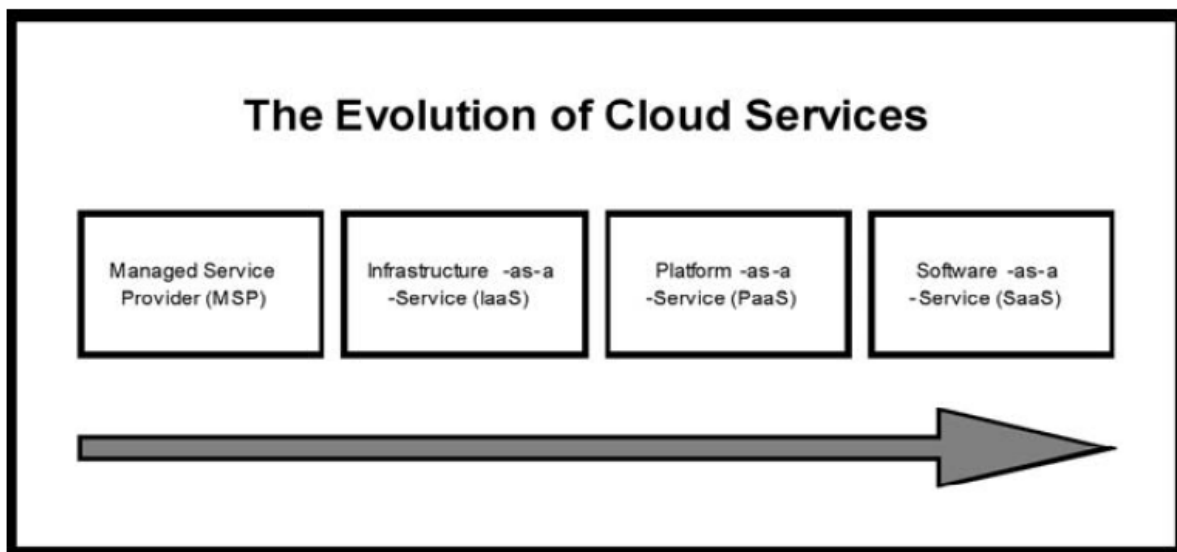 The Evolution of Cloud Services
Managed Service
Provider (MSP)
Infrastructure -as-a
-Service (IaaS)
Platform -as-a
-Service (PaaS)
Software -as-a
-Service (SaaS)